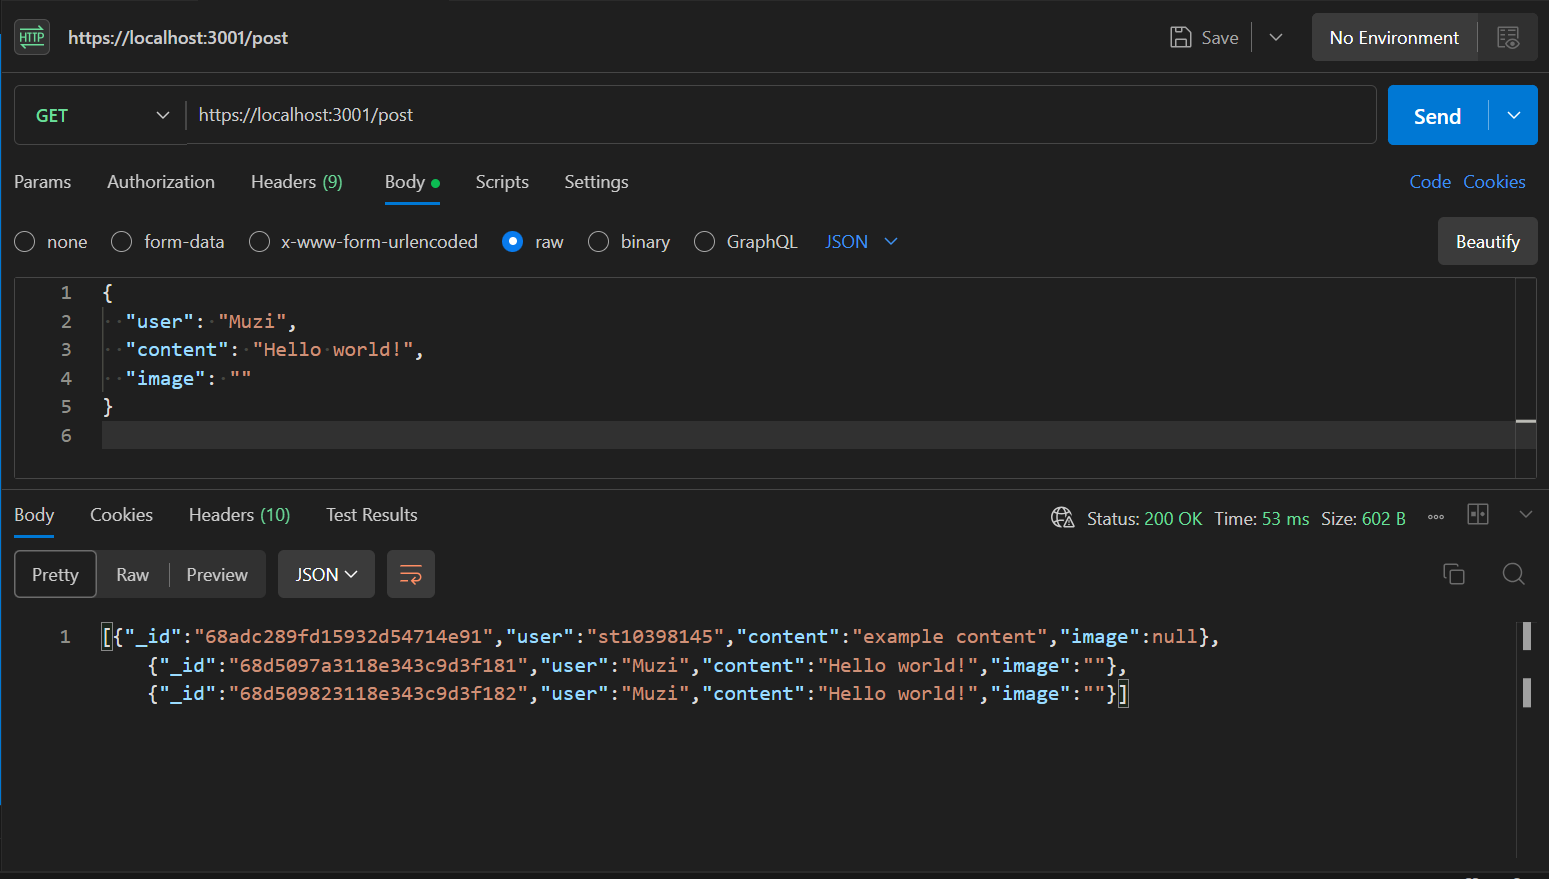 HTTP https://localhost:3001/post Save No Environment
GET https://localhost:3001/post Send
Params Authorization Headers (9) Body Scripts Settings Code Cookies
none form-data x-www-form-urlencoded raw binary GraphQL JSON Beautify
1 {
2 "user": "Muzi",
3 "content": "Hello world!",
4 "image": ""
5 }
6
Body Cookies Headers (10) Test Results Status: 200 OK Time: 53 ms Size: 602 B
Pretty Raw Preview JSON
1 [{"_id":"68adc289fd15932d54714e91","user":"st10398145","content":"example content","image":null},
{"_id":"68d5097a3118e343c9d3f181","user":"Muzi","content":"Hello world!","image":""},
{"_id":"68d509823118e343c9d3f182","user":"Muzi","content":"Hello world!","image":""}]